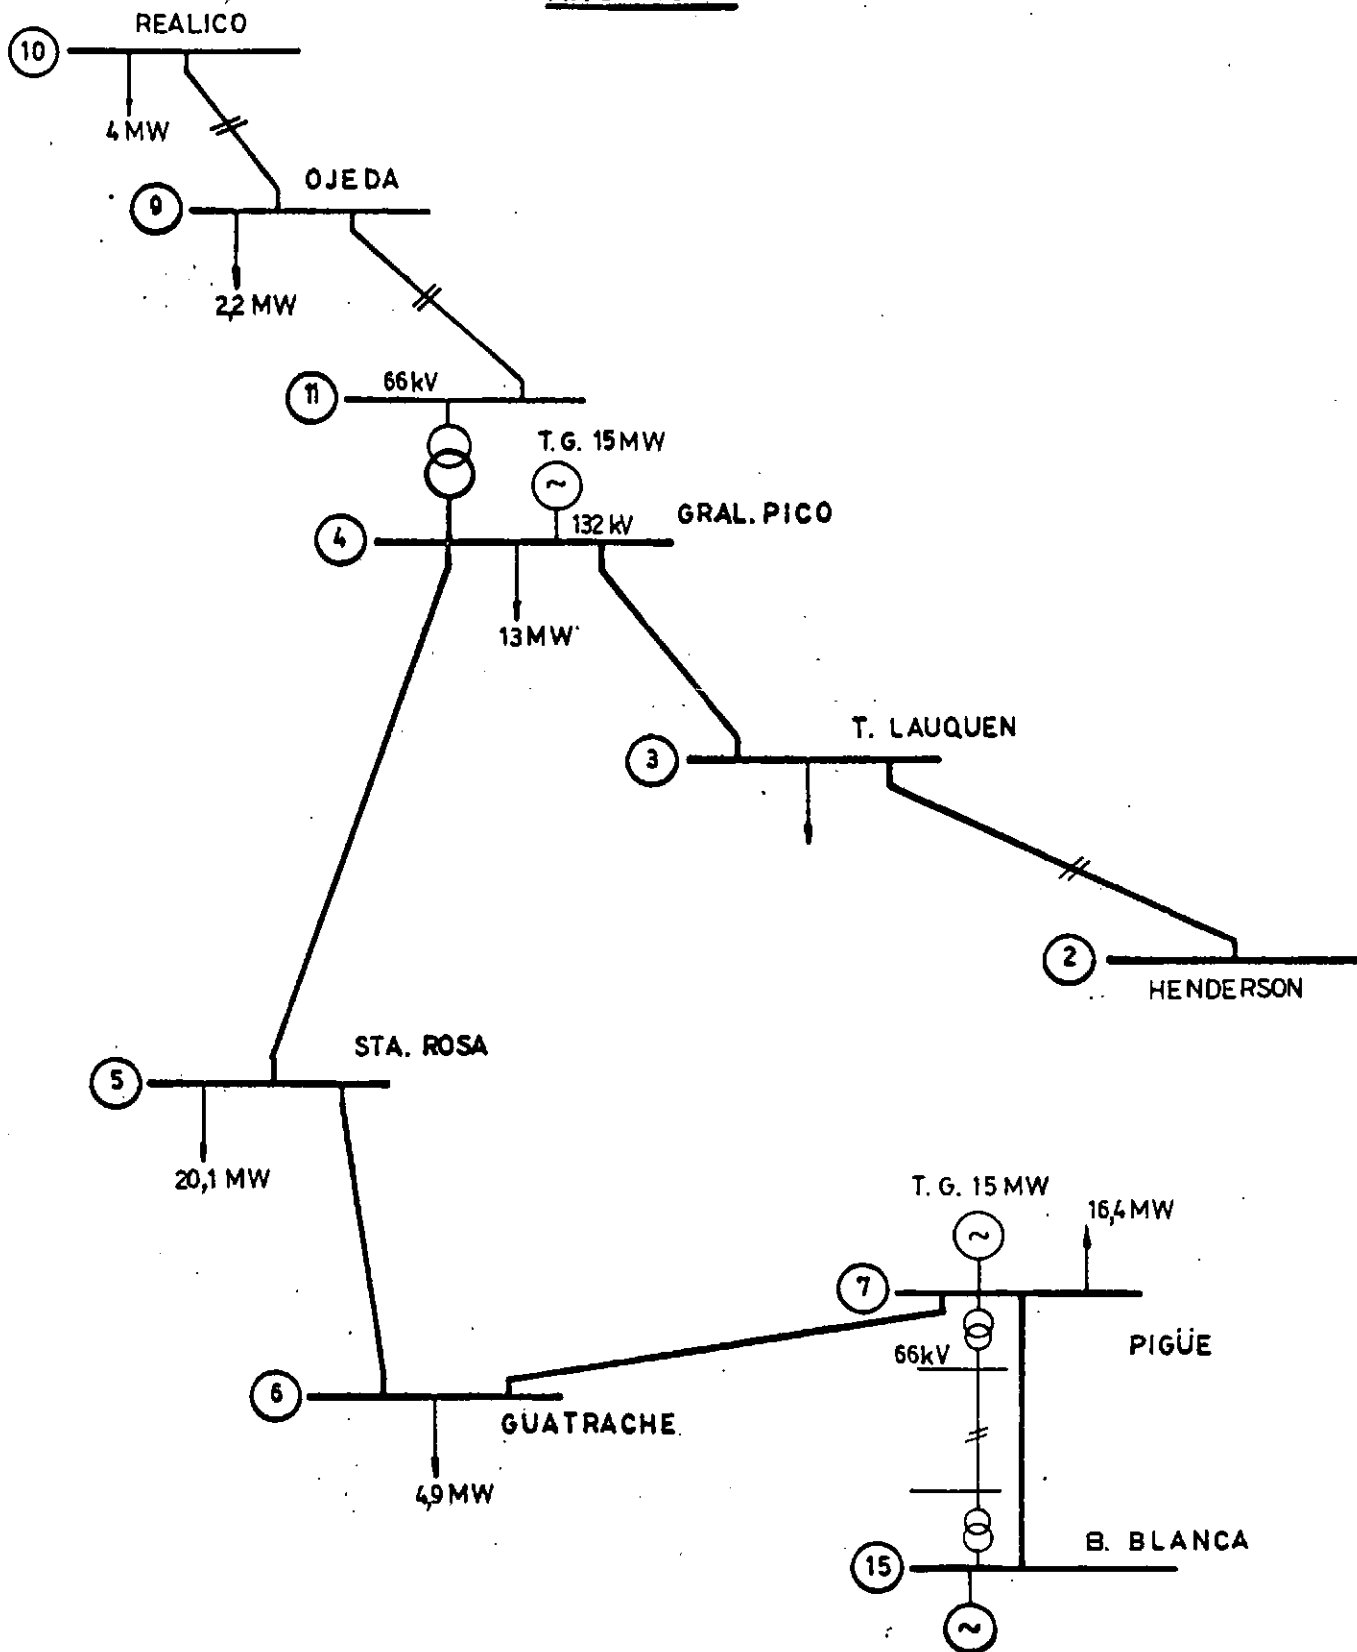 REALICO
10
4 MW
OJEDA
9
2,2 MW
66 kV
11
T.G. 15 MW
~
132 kV
GRAL. PICO
4
13 MW
T. LAUQUEN
3
2
HENDERSON
STA. ROSA
5
20,1 MW
T. G. 15 MW
16,4 MW
~
7
PIGÜE
66 kV
6
GUATRACHE
4,9 MW
B. BLANCA
15
~